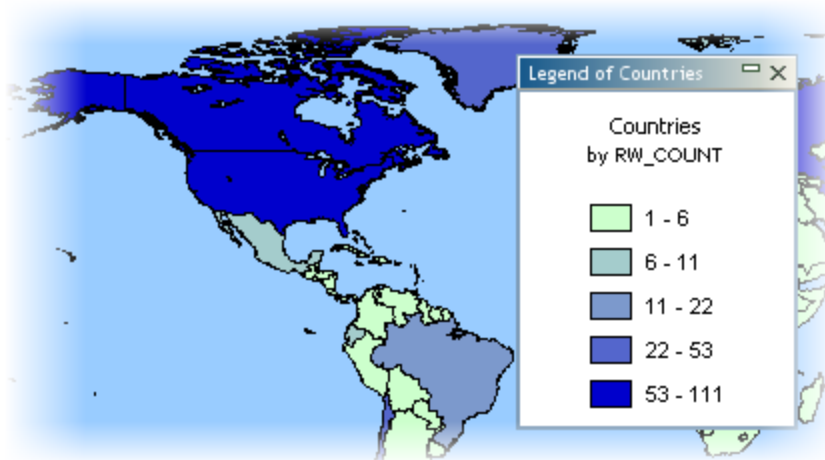 Legend of Countries
Countries
by RW_COUNT
1 - 6
6 - 11
11 - 22
22 - 53
53 - 111